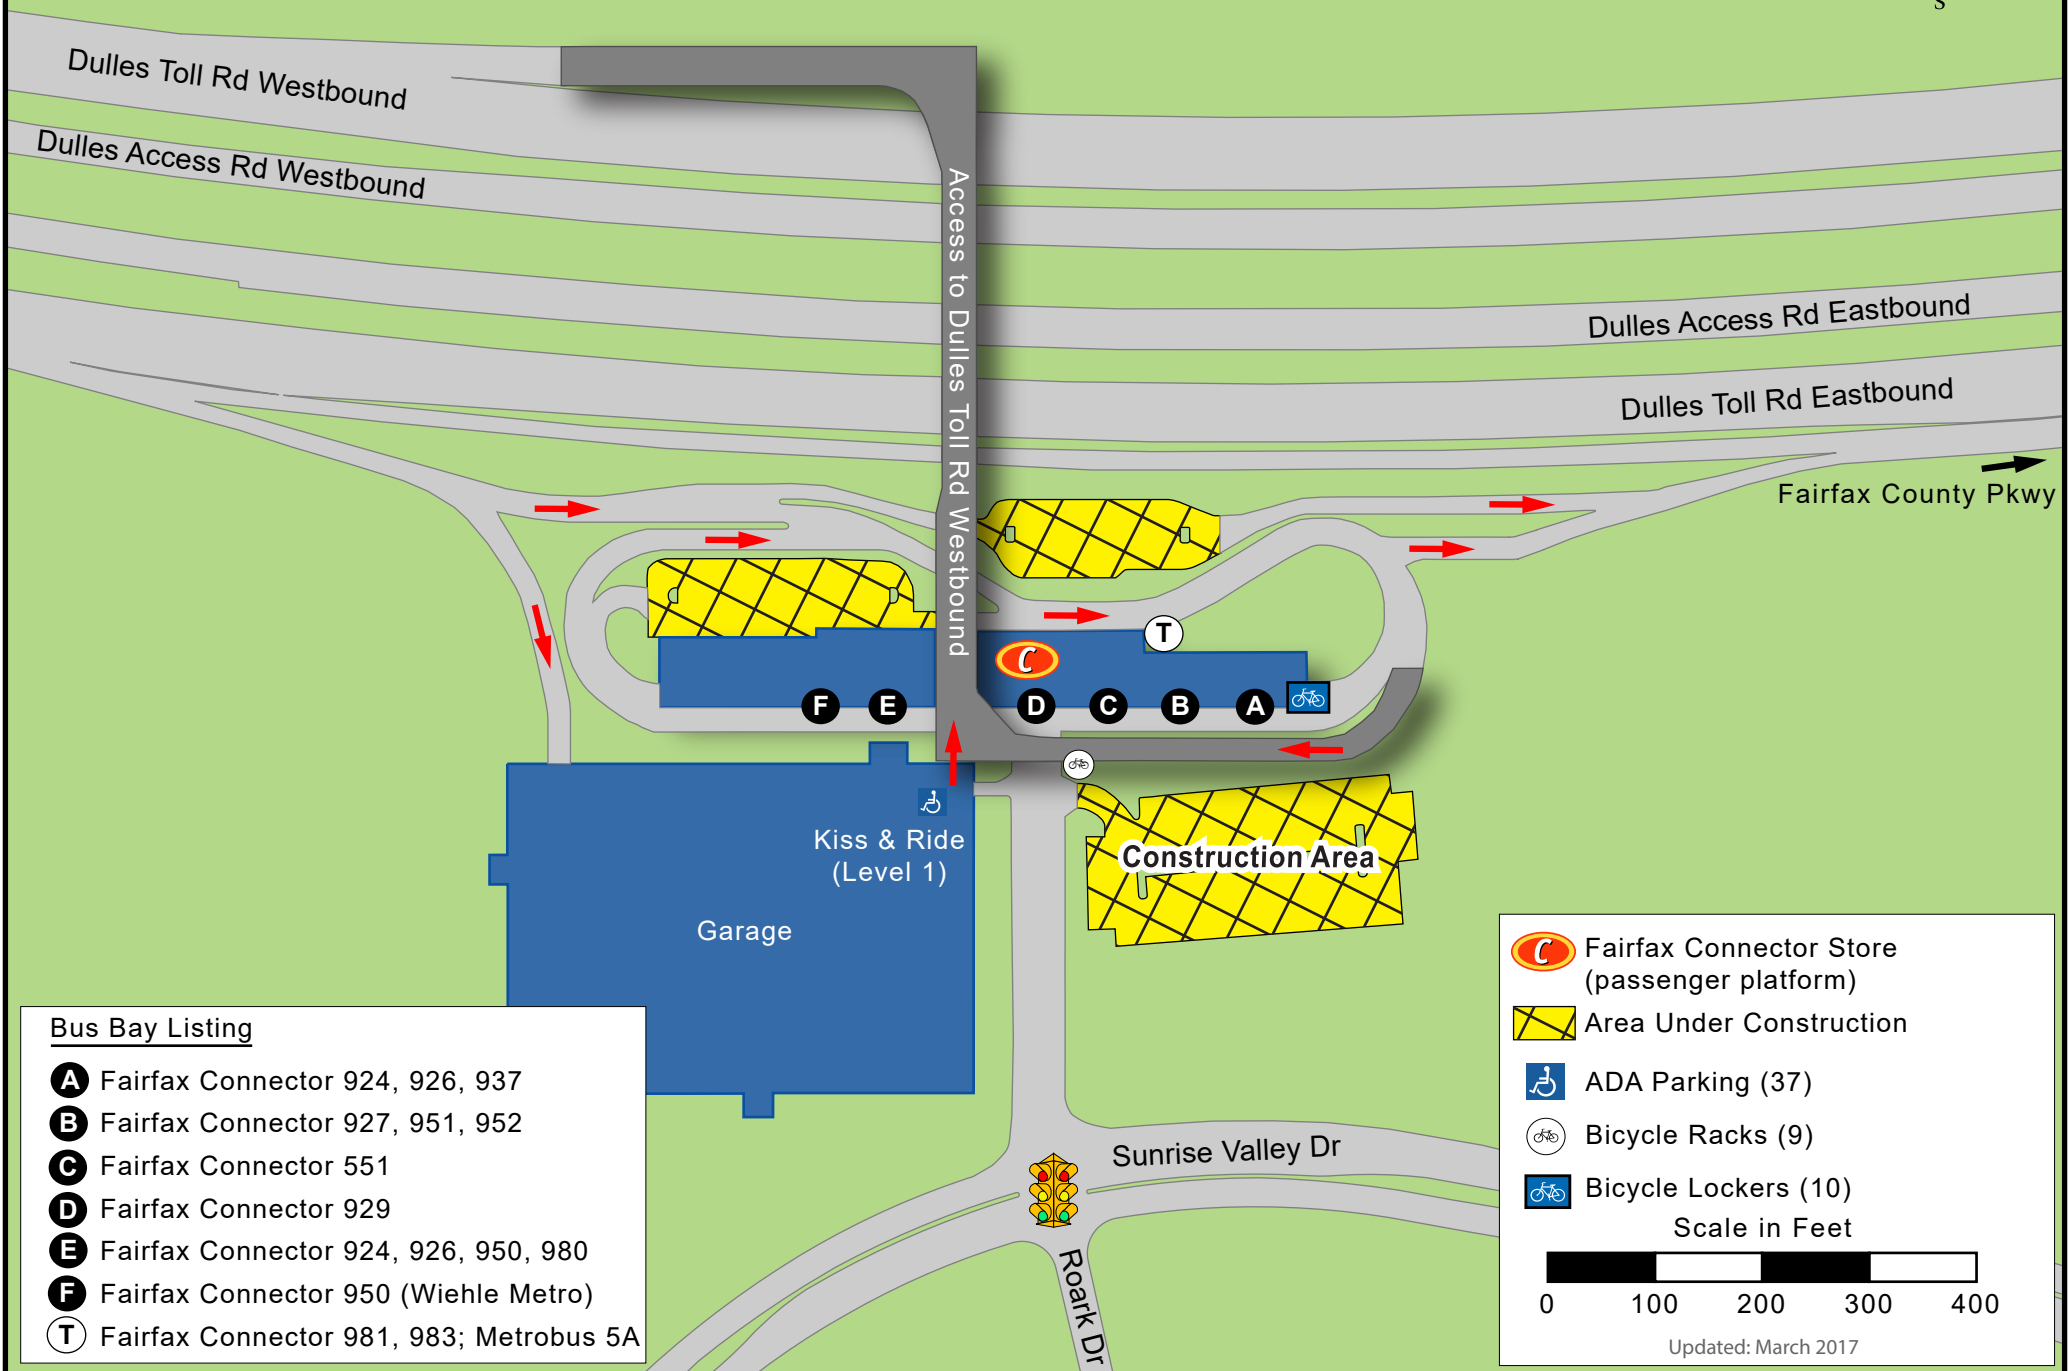 S
Dulles Toll Rd Westbound
Dulles Access Rd Westbound
Access to Dulles Toll Rd Westbound
Dulles Access Rd Eastbound
Dulles Toll Rd Eastbound
Fairfax County Pkwy
T
C
F
E
D
C
B
A
Kiss & Ride
(Level 1)
Garage
Construction Area
Sunrise Valley Dr
Roark Dr
Bus Bay Listing
A Fairfax Connector 924, 926, 937
B Fairfax Connector 927, 951, 952
C Fairfax Connector 551
D Fairfax Connector 929
E Fairfax Connector 924, 926, 950, 980
F Fairfax Connector 950 (Wiehle Metro)
T Fairfax Connector 981, 983; Metrobus 5A
C Fairfax Connector Store
(passenger platform)
Area Under Construction
ADA Parking (37)
Bicycle Racks (9)
Bicycle Lockers (10)
Scale in Feet
0 100 200 300 400
Updated: March 2017